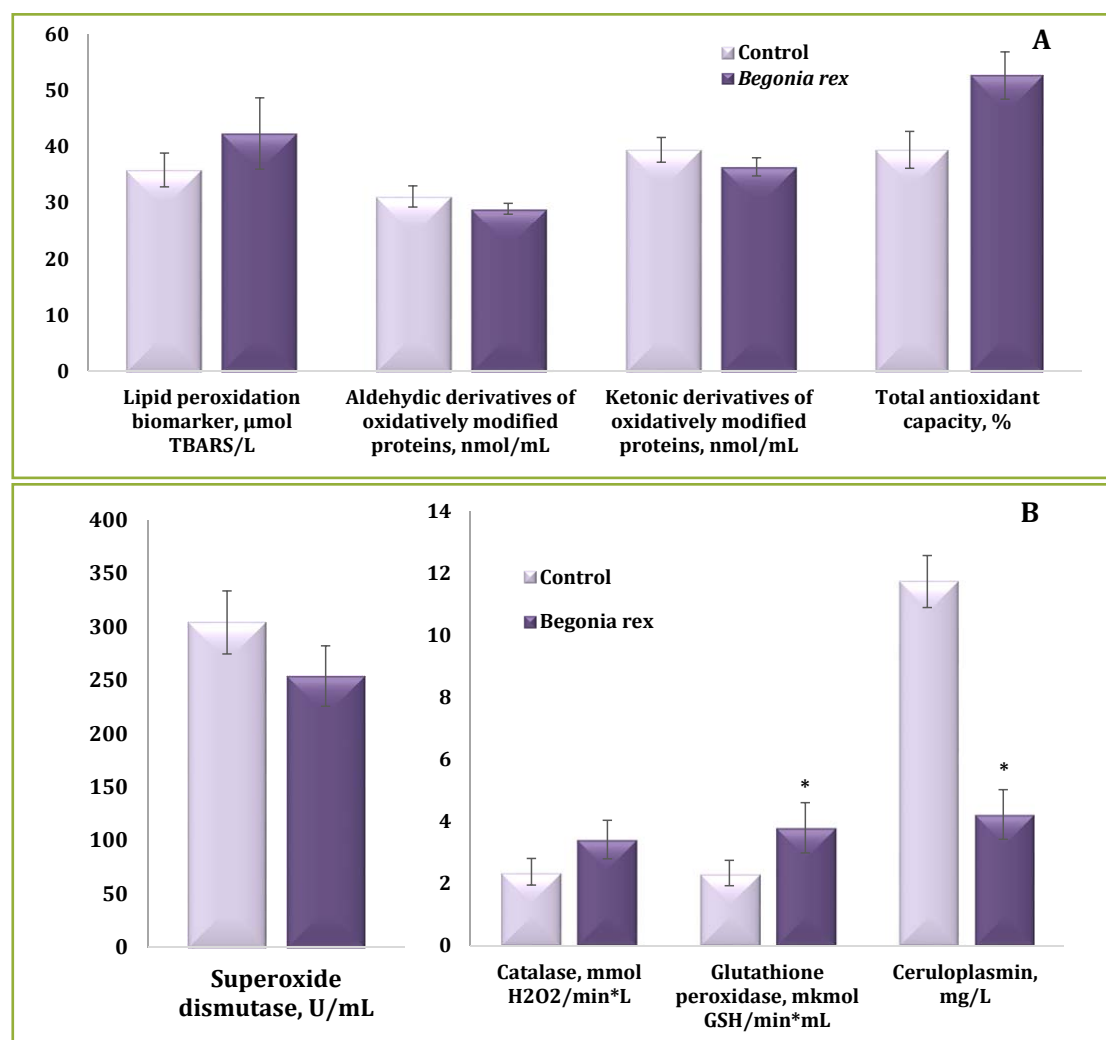 A
60
50
40
30
20
10
0
Control
Begonia rex
Lipid peroxidation
biomarker, µmol
TBARS/L
Aldehydic derivatives of
oxidatively modified
proteins, nmol/mL
Ketonic derivatives of
oxidatively modified
proteins, nmol/mL
Total antioxidant
capacity, %
B
400
350
300
250
200
150
100
50
0
Superoxide
dismutase, U/mL
14
12
10
8
6
4
2
0
Control
Begonia rex
*
*
Catalase, mmol
H2O2/min*L
Glutathione
peroxidase, mkmol
GSH/min*mL
Ceruloplasmin,
mg/L